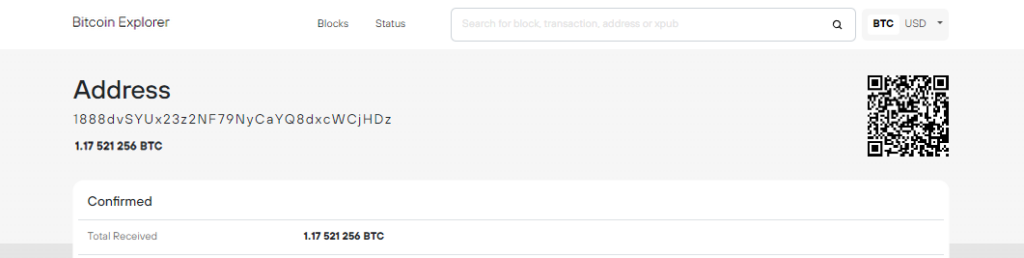 Bitcoin Explorer Blocks Status Search for block, transaction, address or xpub BTC USD
Address
1888dvSYUx23z2NF79NyCaYQ8dxcWCjHDz
1.17 521 256 BTC
Confirmed
Total Received 1.17 521 256 BTC